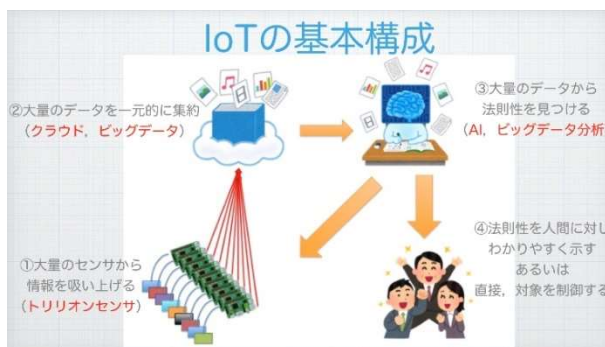 IoTの基本構成
②大量のデータを一元的に集約
（クラウド，ビッグデータ）
③大量のデータから
法則性を見つける
（AI，ビッグデータ分析
①大量のセンサから
情報を吸い上げる
（トリリオンセンサ）
④法則性を人間に対し
わかりやすく示す
あるいは
直接，対象を制御する